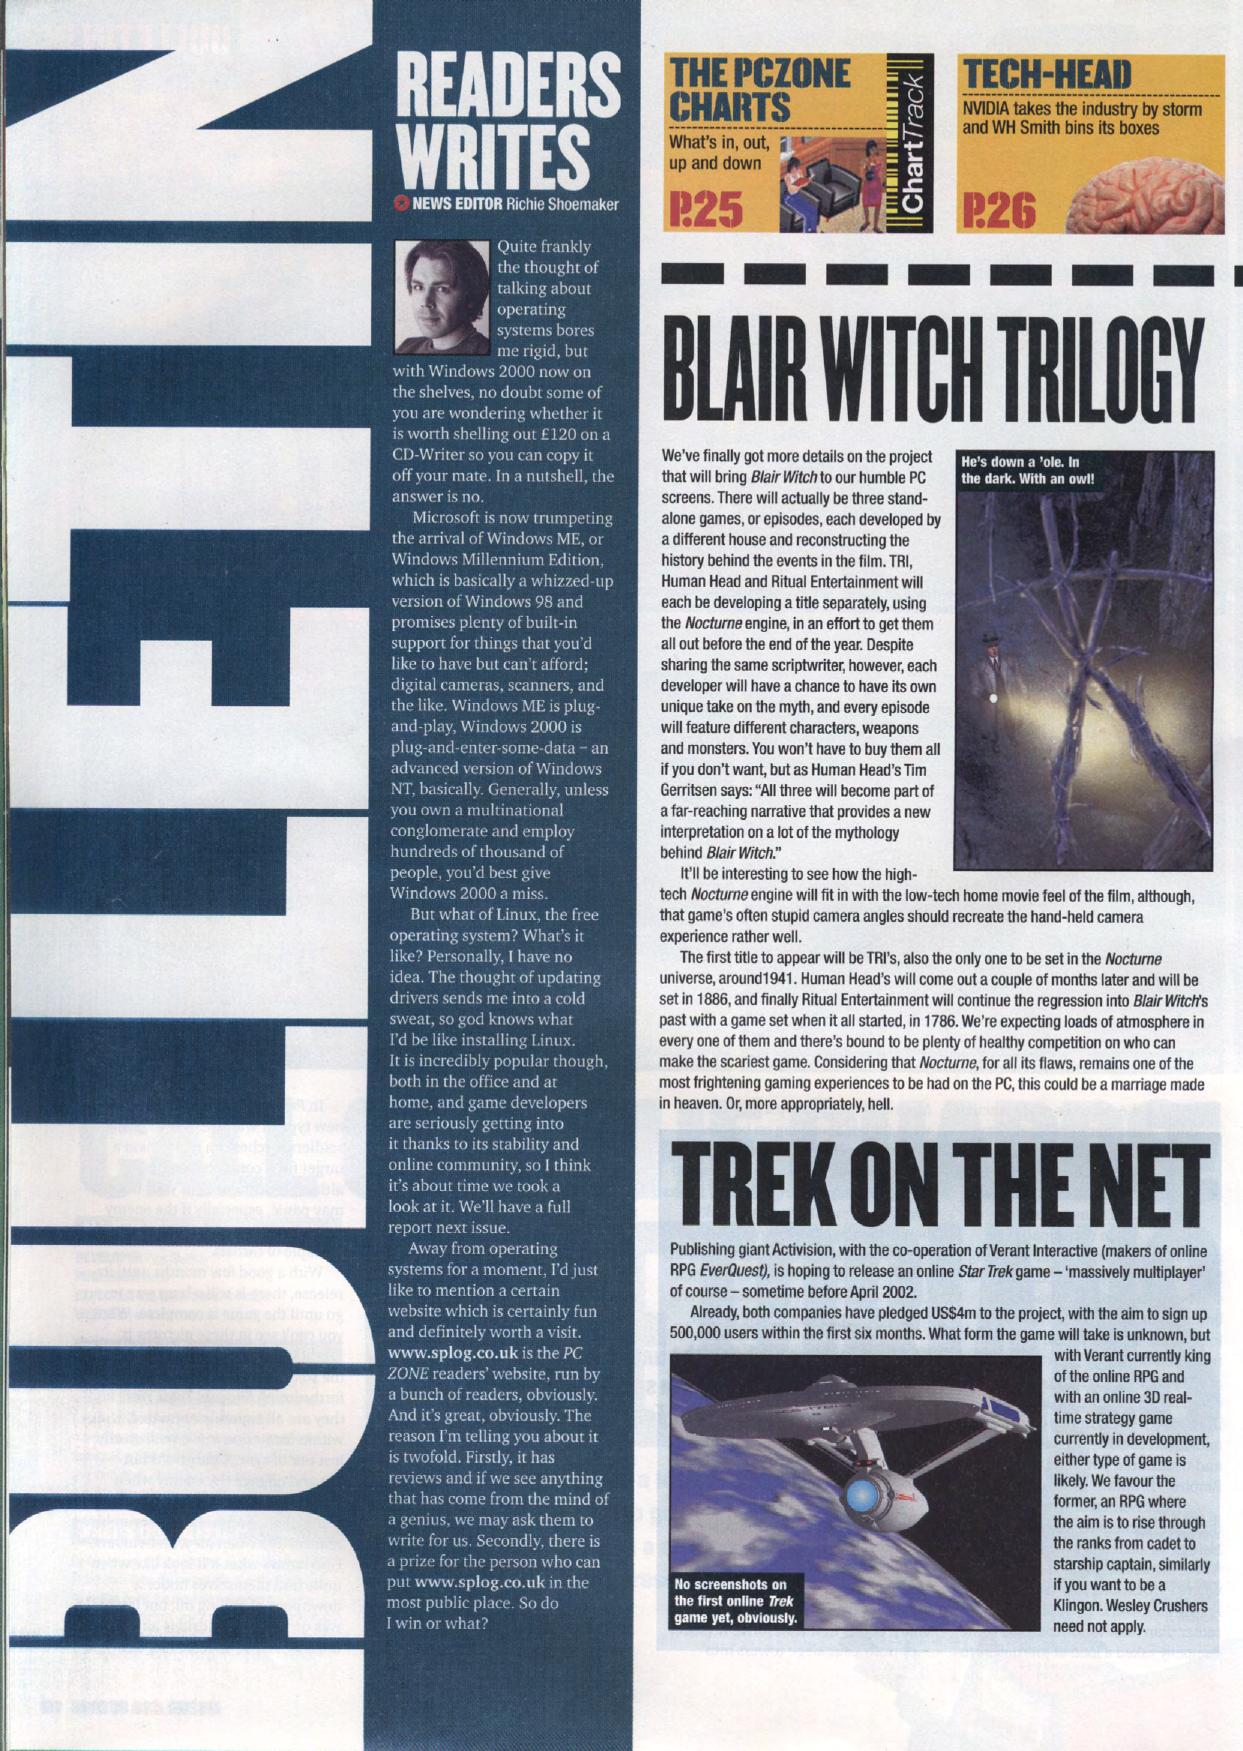 BULLETIN
READERS
WRITES
NEWS EDITOR Richie Shoemaker
Quite frankly
the thought of
talking about
operating
systems bores
me rigid, but
with Windows 2000 now on
the shelves, no doubt some of
you are wondering whether it
is worth shelling out £120 on a
CD-Writer so you can copy it
off your mate. In a nutshell, the
answer is no.
Microsoft is now trumpeting
the arrival of Windows ME, or
Windows Millennium Edition,
which is basically a whizzed-up
version of Windows 98 and
promises plenty of built-in
support for things that you'd
like to have but can't afford;
digital cameras, scanners, and
the like. Windows ME is plug-
and-play, Windows 2000 is
plug-and-enter-some-data – an
advanced version of Windows
NT, basically. Generally, unless
you own a multinational
conglomerate and employ
hundreds of thousand of
people, you'd best give
Windows 2000 a miss.
But what of Linux, the free
operating system? What's it
like? Personally, I have no
idea. The thought of updating
drivers sends me into a cold
sweat, so god knows what
I'd be like installing Linux.
It is incredibly popular though,
both in the office and at
home, and game developers
are seriously getting into
it thanks to its stability and
online community, so I think
it's about time we took a
look at it. We'll have a full
report next issue.
Away from operating
systems for a moment, I'd just
like to mention a certain
website which is certainly fun
and definitely worth a visit.
www.splog.co.uk is the PC
ZONE readers' website, run by
a bunch of readers, obviously.
And it's great, obviously. The
reason I'm telling you about it
is twofold. Firstly, it has
reviews and if we see anything
that has come from the mind of
a genius, we may ask them to
write for us. Secondly, there is
a prize for the person who can
put www.splog.co.uk in the
most public place. So do
I win or what?
THE PCZONE
CHARTS
What's in, out,
up and down
P.25
ChartTrack
TECH-HEAD
NVIDIA takes the industry by storm
and WH Smith bins its boxes
P.26
BLAIR WITCH TRILOGY
We've finally got more details on the project
that will bring Blair Witch to our humble PC
screens. There will actually be three stand-
alone games, or episodes, each developed by
a different house and reconstructing the
history behind the events in the film. TRI,
Human Head and Ritual Entertainment will
each be developing a title separately, using
the Nocturne engine, in an effort to get them
all out before the end of the year. Despite
sharing the same scriptwriter, however, each
developer will have a chance to have its own
unique take on the myth, and every episode
will feature different characters, weapons
and monsters. You won't have to buy them all
if you don't want, but as Human Head's Tim
Gerritsen says: "All three will become part of
a far-reaching narrative that provides a new
interpretation on a lot of the mythology
behind Blair Witch."
It'll be interesting to see how the high-
tech Nocturne engine will fit in with the low-tech home movie feel of the film, although,
that game's often stupid camera angles should recreate the hand-held camera
experience rather well.
The first title to appear will be TRI's, also the only one to be set in the Nocturne
universe, around1941. Human Head's will come out a couple of months later and will be
set in 1886, and finally Ritual Entertainment will continue the regression into Blair Witch's
past with a game set when it all started, in 1786. We're expecting loads of atmosphere in
every one of them and there's bound to be plenty of healthy competition on who can
make the scariest game. Considering that Nocturne, for all its flaws, remains one of the
most frightening gaming experiences to be had on the PC, this could be a marriage made
in heaven. Or, more appropriately, hell.
He's down a 'ole. In
the dark. With an owl!
TREK ON THE NET
Publishing giant Activision, with the co-operation of Verant Interactive (makers of online
RPG EverQuest), is hoping to release an online Star Trek game – 'massively multiplayer'
of course – sometime before April 2002.
Already, both companies have pledged US$4m to the project, with the aim to sign up
500,000 users within the first six months. What form the game will take is unknown, but
with Verant currently king
of the online RPG and
with an online 3D real-
time strategy game
currently in development,
either type of game is
likely. We favour the
former, an RPG where
the aim is to rise through
the ranks from cadet to
starship captain, similarly
if you want to be a
Klingon. Wesley Crushers
need not apply.
No screenshots on
the first online Trek
game yet, obviously.